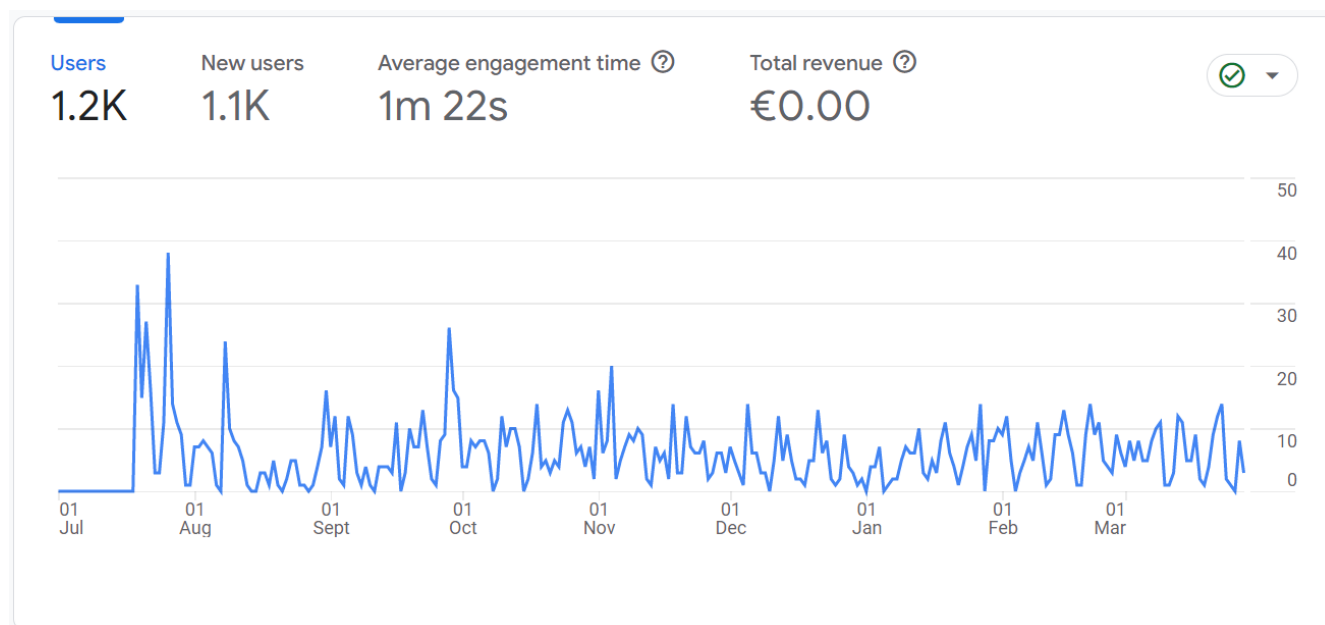 Users
New users
Average engagement time
Total revenue
1.2K
1.1K
1m 22s
€0.00
50
40
30
20
10
0
01 01 01 01 01 01 01 01 01
Jul Aug Sept Oct Nov Dec Jan Feb Mar